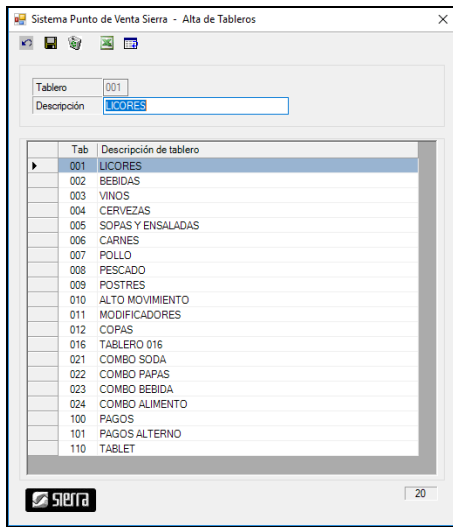 Sistema Punto de Venta Sierra - Alta de Tableros
Tablero 001
Descripción LICORES
Tab Descripción de tablero
001 LICORES
002 BEBIDAS
003 VINOS
004 CERVEZAS
005 SOPAS Y ENSALADAS
006 CARNES
007 POLLO
008 PESCADO
009 POSTRES
010 ALTO MOVIMIENTO
011 MODIFICADORES
012 COPAS
016 TABLERO 016
021 COMBO SODA
022 COMBO PAPAS
023 COMBO BEBIDA
024 COMBO ALIMENTO
100 PAGOS
101 PAGOS ALTERNO
110 TABLET
sierra 20